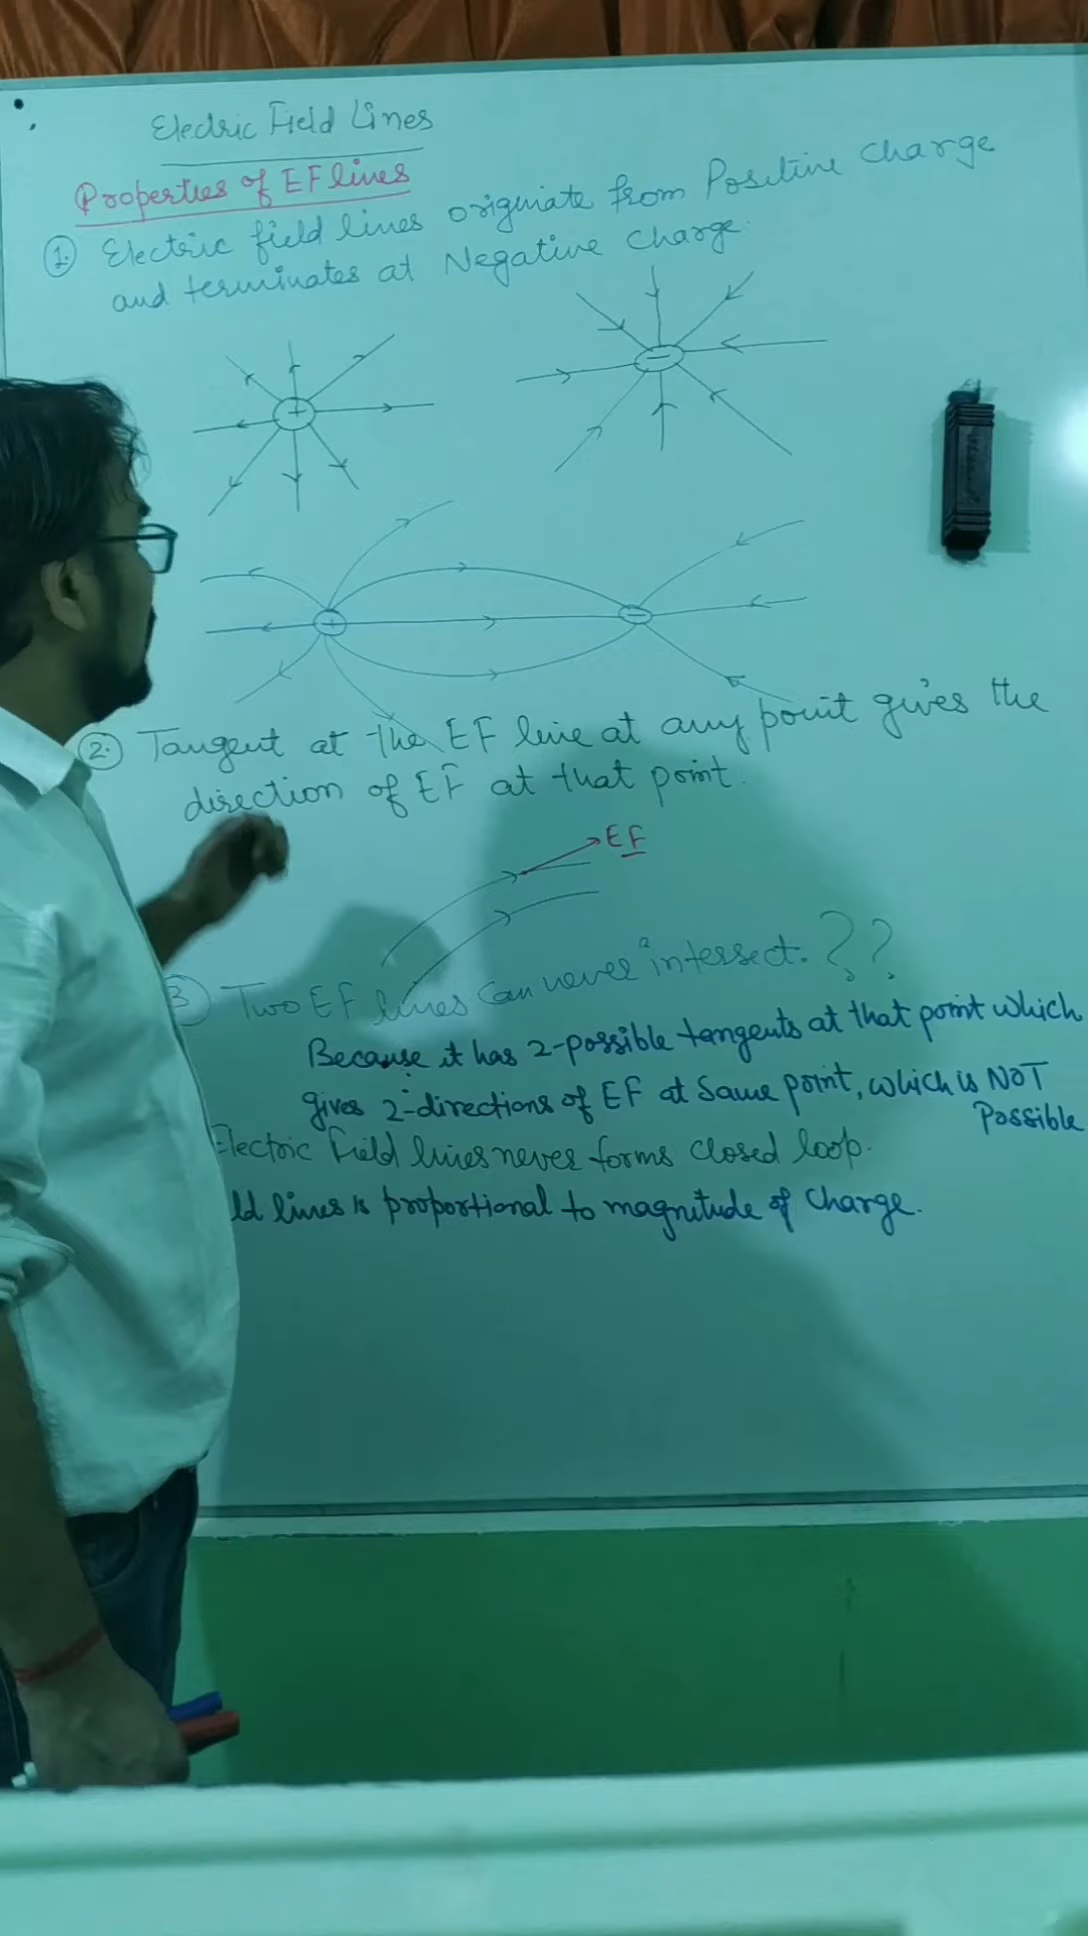 Electric Field Lines
Properties of EF lines
1. Electric field lines originate from Positive charge
and terminates at Negative charge.
+
−
+
−
2. Tangent at the EF line at any point gives the
direction of EF at that point.
EF
3 Two EF lines can never intersect. ??
Because it has 2-possible tangents at that point which
gives 2-directions of EF at Same point, which is NOT
Possible
Electric Field lines never forms closed loop.
ld lines is proportional to magnitude of Charge.